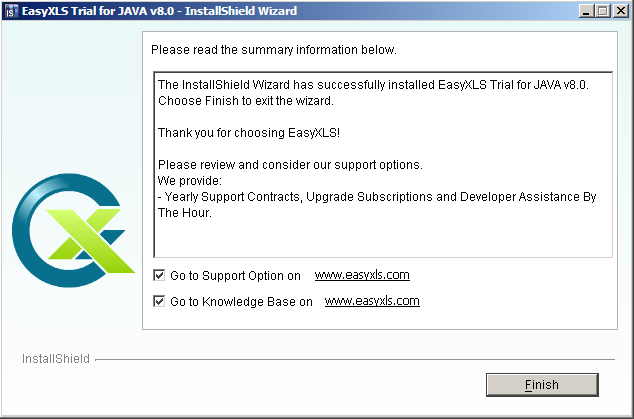 EasyXLS Trial for JAVA v8.0 - InstallShield Wizard
Please read the summary information below.
The InstallShield Wizard has successfully installed EasyXLS Trial for JAVA v8.0.
Choose Finish to exit the wizard.
Thank you for choosing EasyXLS!
Please review and consider our support options.
We provide:
- Yearly Support Contracts, Upgrade Subscriptions and Developer Assistance By
The Hour.
Go to Support Option on www.easyxls.com
Go to Knowledge Base on www.easyxls.com
InstallShield
Finish